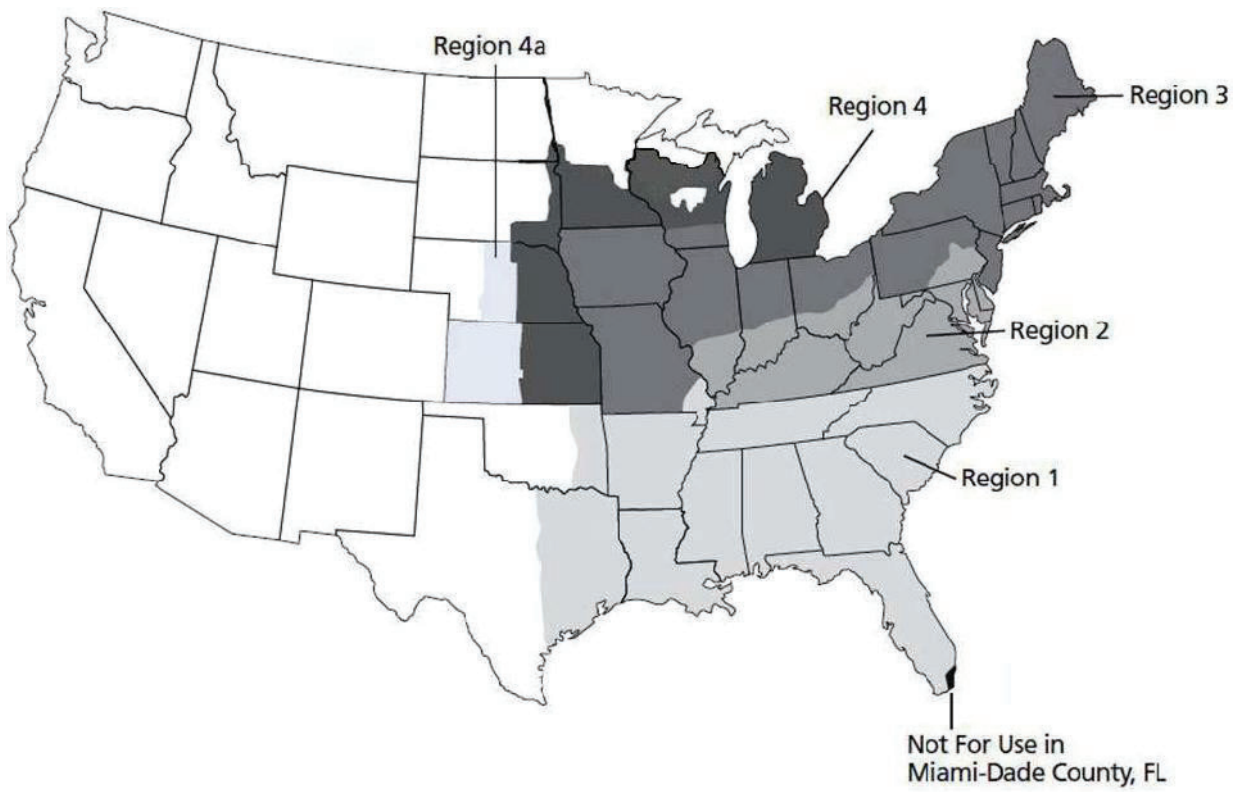 Region 4a
Region 4
Region 3
Region 2
Region 1
Not For Use in
Miami-Dade County, FL